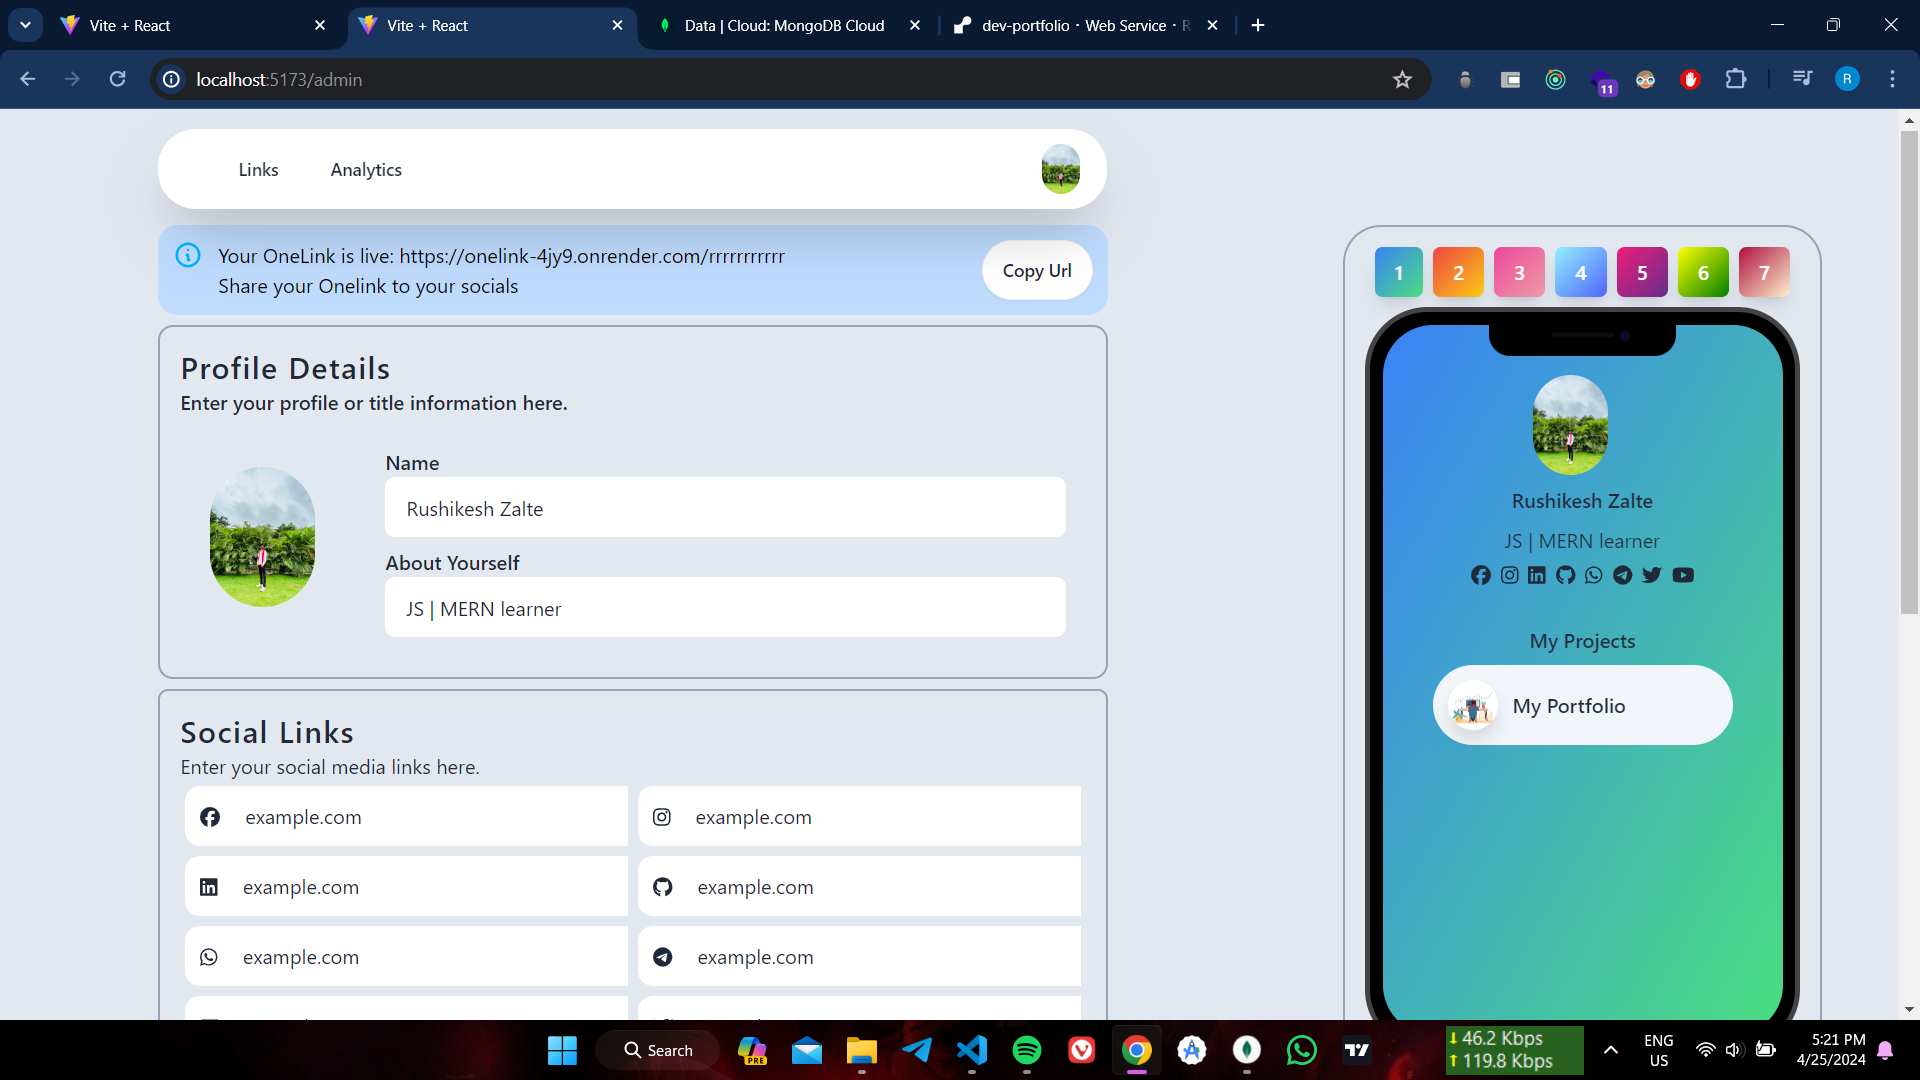 Vite + React
Vite + React
Data | Cloud: MongoDB Cloud
dev-portfolio · Web Service · R
localhost:5173/admin
11
R
Links
Analytics
Your OneLink is live: https://onelink-4jy9.onrender.com/rrrrrrrrrrr
Share your Onelink to your socials
Copy Url
1 2 3 4 5 6 7
Profile Details
Enter your profile or title information here.
Name
Rushikesh Zalte
About Yourself
JS | MERN learner
Rushikesh Zalte
JS | MERN learner
My Projects
My Portfolio
Social Links
Enter your social media links here.
example.com
example.com
example.com
example.com
example.com
example.com
Search
PRE
46.2 Kbps
119.8 Kbps
ENG
US
5:21 PM
4/25/2024